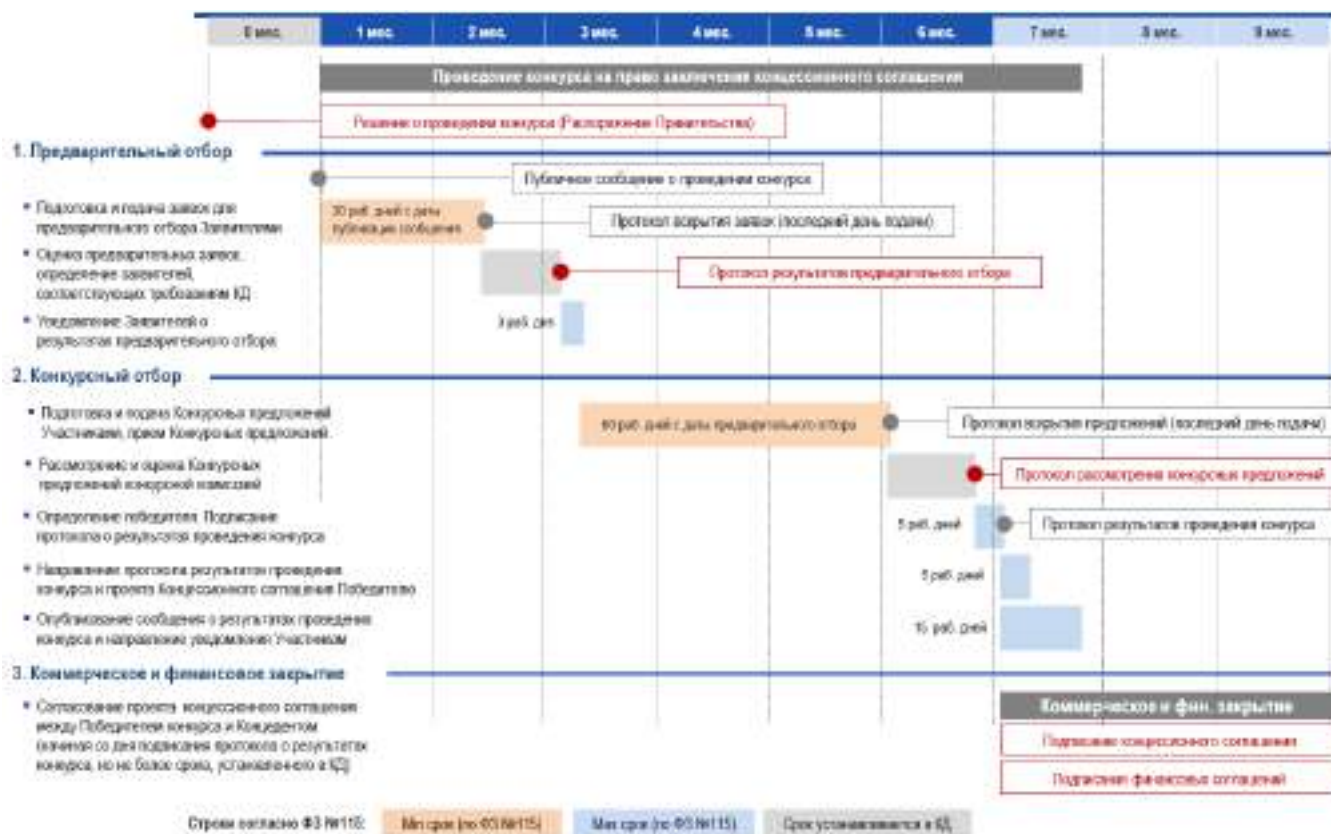 0 мес. 1 мес. 2 мес. 3 мес. 4 мес. 5 мес. 6 мес. 7 мес. 8 мес. 9 мес.
Проведение конкурса на право заключения концессионного соглашения
Решение о проведении конкурса (Распоряжение Правительства)
1. Предварительный отбор
Публичное сообщение о проведении конкурса
Подготовка и подача заявок для
предварительного отбора Заявителями
30 раб. дней с даты
публикации сообщения
Протокол вскрытия заявок (последний день подачи)
Оценка предварительных заявок,
определение заявителей,
соответствующих требованиям КД
Протокол результатов предварительного отбора
Уведомление Заявителей о
результатах предварительного отбора
3 раб. дня
2. Конкурсный отбор
Подготовка и подача Конкурсных предложений
Участниками, прием Конкурсных предложений
60 раб. дней с даты предварительного отбора
Протокол вскрытия предложений (последний день подачи)
Рассмотрение и оценка Конкурсных
предложений конкурсной комиссией
Протокол рассмотрения конкурсных предложений
Определение победителя. Подписание
протокола о результатах проведения конкурса
5 раб. дней
Протокол результатов проведения конкурса
Направление протокола результатов проведения
конкурса и проекта Концессионного соглашения Победителю
5 раб. дней
Опубликование сообщения о результатах проведения
конкурса и направление уведомления Участникам
15 раб. дней
3. Коммерческое и финансовое закрытие
Согласование проекта концессионного соглашения
между Победителем конкурса и Концедентом
(начиная со дня подписания протокола о результатах
конкурса, но не более срока, установленного в КД)
Коммерческое и фин. закрытие
Подписание концессионного соглашения
Подписание финансовых соглашений
Строки согласно ФЗ №115:
Min срок (по ФЗ №115)
Max срок (по ФЗ №115)
Срок устанавливается в КД